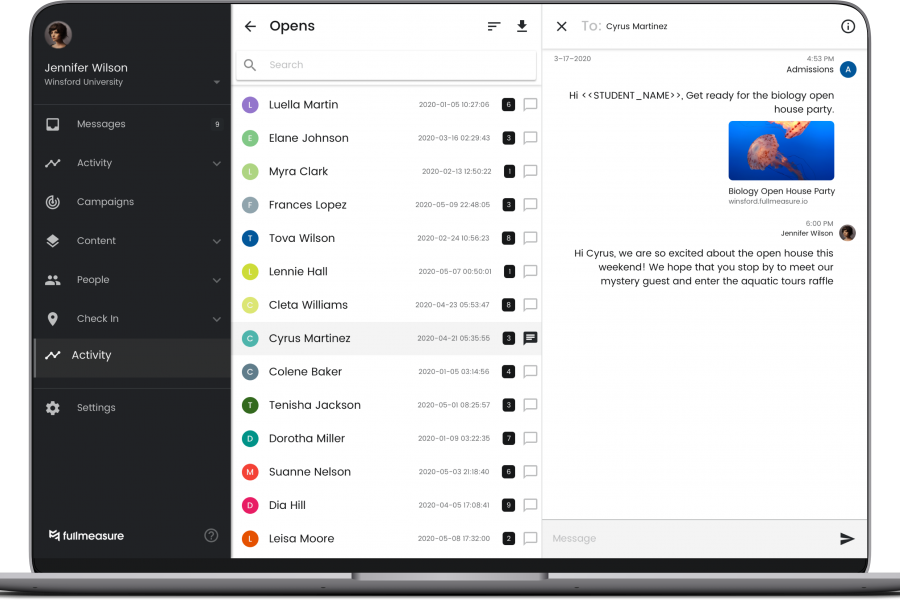 Jennifer Wilson
Winsford University
Messages 9
Activity
Campaigns
Content
People
Check In
Activity
Settings
fullmeasure
?
Opens
Search
L Luella Martin 2020-01-05 10:27:06 6
E Elane Johnson 2020-03-16 02:29:43 3
L Myra Clark 2020-02-13 12:50:22 1
F Frances Lopez 2020-05-09 22:48:05 3
T Tova Wilson 2020-02-24 10:56:23 8
L Lennie Hall 2020-05-07 00:50:01 1
C Cleta Williams 2020-04-23 05:53:47 8
C Cyrus Martinez 2020-04-21 05:35:55 3
C Colene Baker 2020-01-05 03:14:56 4
T Tenisha Jackson 2020-05-01 08:25:57 3
D Dorotha Miller 2020-01-09 03:22:35 7
M Suanne Nelson 2020-05-03 21:18:40 6
D Dia Hill 2020-04-05 17:08:41 9
L Leisa Moore 2020-05-08 17:32:00 2
To: Cyrus Martinez
3-17-2020 4:53 PM
Admissions A
Hi <<STUDENT_NAME>>, Get ready for the biology open
house party.
Biology Open House Party
winsford.fullmeasure.io
6:00 PM
Jennifer Wilson
Hi Cyrus, we are so excited about the open house this
weekend! We hope that you stop by to meet our
mystery guest and enter the aquatic tours raffle
Message